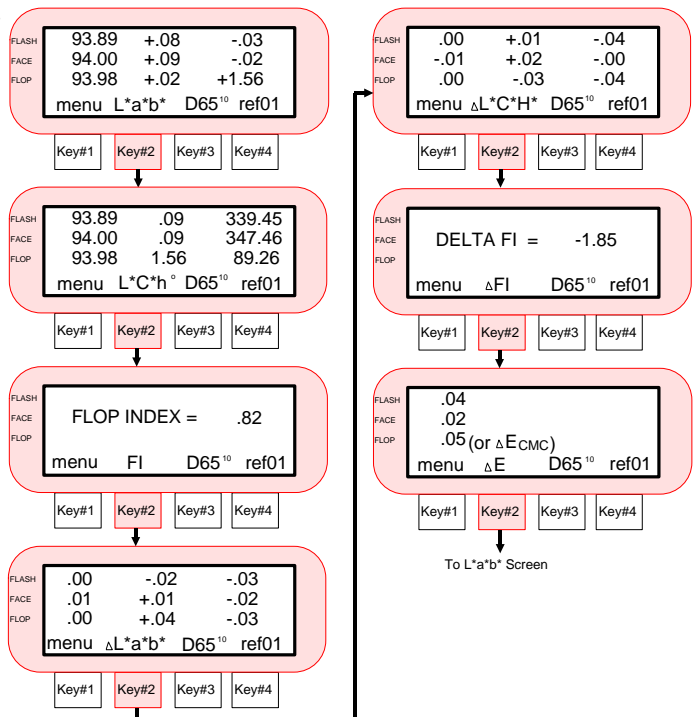 FLASH 93.89 +.08 -.03
FACE 94.00 +.09 -.02
FLOP 93.98 +.02 +1.56
menu L*a*b* D65¹⁰ ref01
Key#1 Key#2 Key#3 Key#4
FLASH 93.89 .09 339.45
FACE 94.00 .09 347.46
FLOP 93.98 1.56 89.26
menu L*C*h° D65¹⁰ ref01
Key#1 Key#2 Key#3 Key#4
FLASH
FACE FLOP INDEX = .82
FLOP
menu FI D65¹⁰ ref01
Key#1 Key#2 Key#3 Key#4
FLASH .00 -.02 -.03
FACE .01 +.01 -.02
FLOP .00 +.04 -.03
menu ΔL*a*b* D65¹⁰ ref01
Key#1 Key#2 Key#3 Key#4
FLASH .00 +.01 -.04
FACE -.01 +.02 -.00
FLOP .00 -.03 -.04
menu ΔL*C*H* D65¹⁰ ref01
Key#1 Key#2 Key#3 Key#4
FLASH
FACE DELTA FI = -1.85
FLOP
menu ΔFI D65¹⁰ ref01
Key#1 Key#2 Key#3 Key#4
FLASH .04
FACE .02
FLOP .05 (or ΔECMC)
menu ΔE D65¹⁰ ref01
Key#1 Key#2 Key#3 Key#4
To L*a*b* Screen